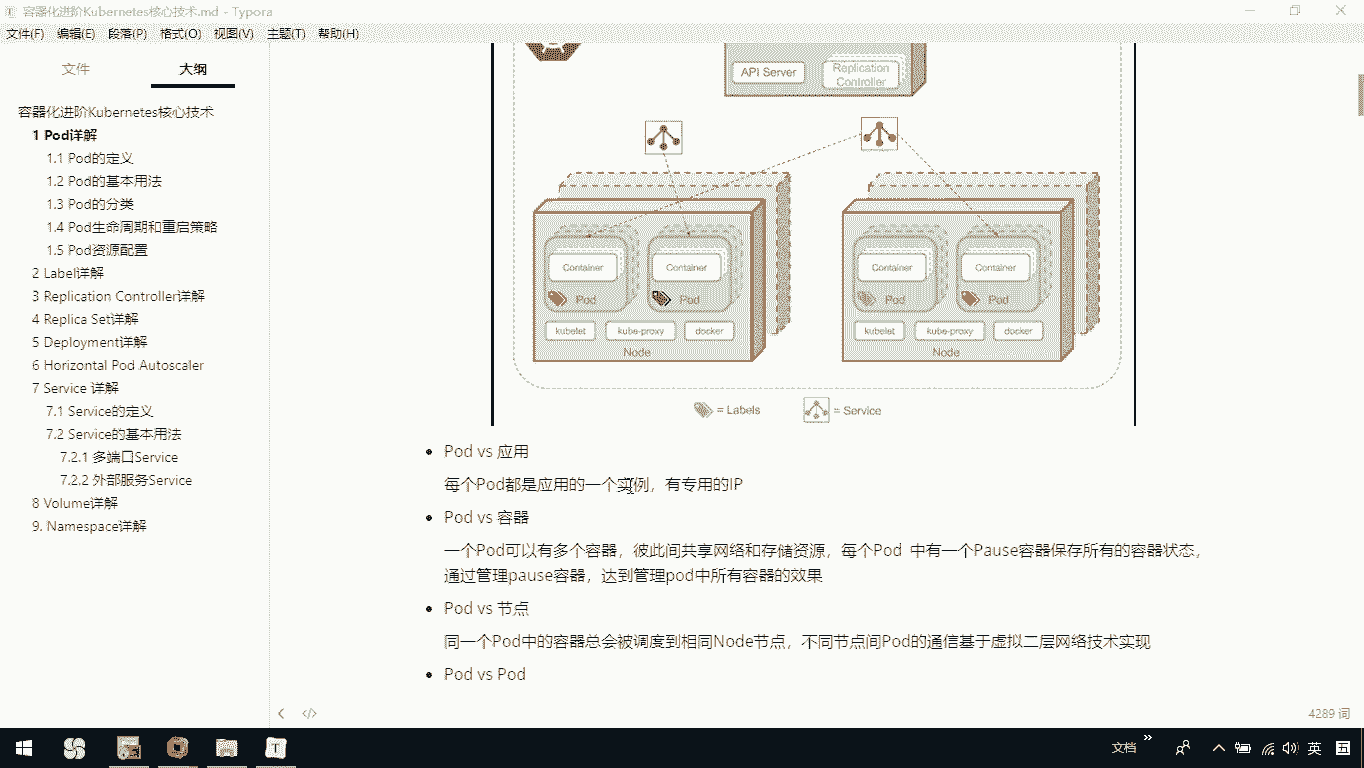 容器化进阶Kubernetes核心技术.md - Typora
文件(F) 编辑(E) 段落(P) 格式(O) 视图(V) 主题(T) 帮助(H)
文件 大纲
容器化进阶Kubernetes核心技术
1 Pod详解
1.1 Pod的定义
1.2 Pod的基本用法
1.3 Pod的分类
1.4 Pod生命周期和重启策略
1.5 Pod资源配置
2 Label详解
3 Replication Controller详解
4 Replica Set详解
5 Deployment详解
6 Horizontal Pod Autoscaler
7 Service 详解
7.1 Service的定义
7.2 Service的基本用法
7.2.1 多端口Service
7.2.2 外部服务Service
8 Volume详解
9. Namespace详解
API Server
Replication
Controller
Container Container
Pod Pod
kubelet kube-proxy docker
Node
Container Container
Pod Pod
kubelet kube-proxy docker
Node
= Labels = Service
Pod vs 应用
每个Pod都是应用的一个实例，有专用的IP
Pod vs 容器
一个Pod可以有多个容器，彼此间共享网络和存储资源，每个Pod 中有一个Pause容器保存所有的容器状态，
通过管理pause容器，达到管理pod中所有容器的效果
Pod vs 节点
同一个Pod中的容器总会被调度到相同Node节点，不同节点间Pod的通信基于虚拟二层网络技术实现
Pod vs Pod
4289 词
T
文档
英
五